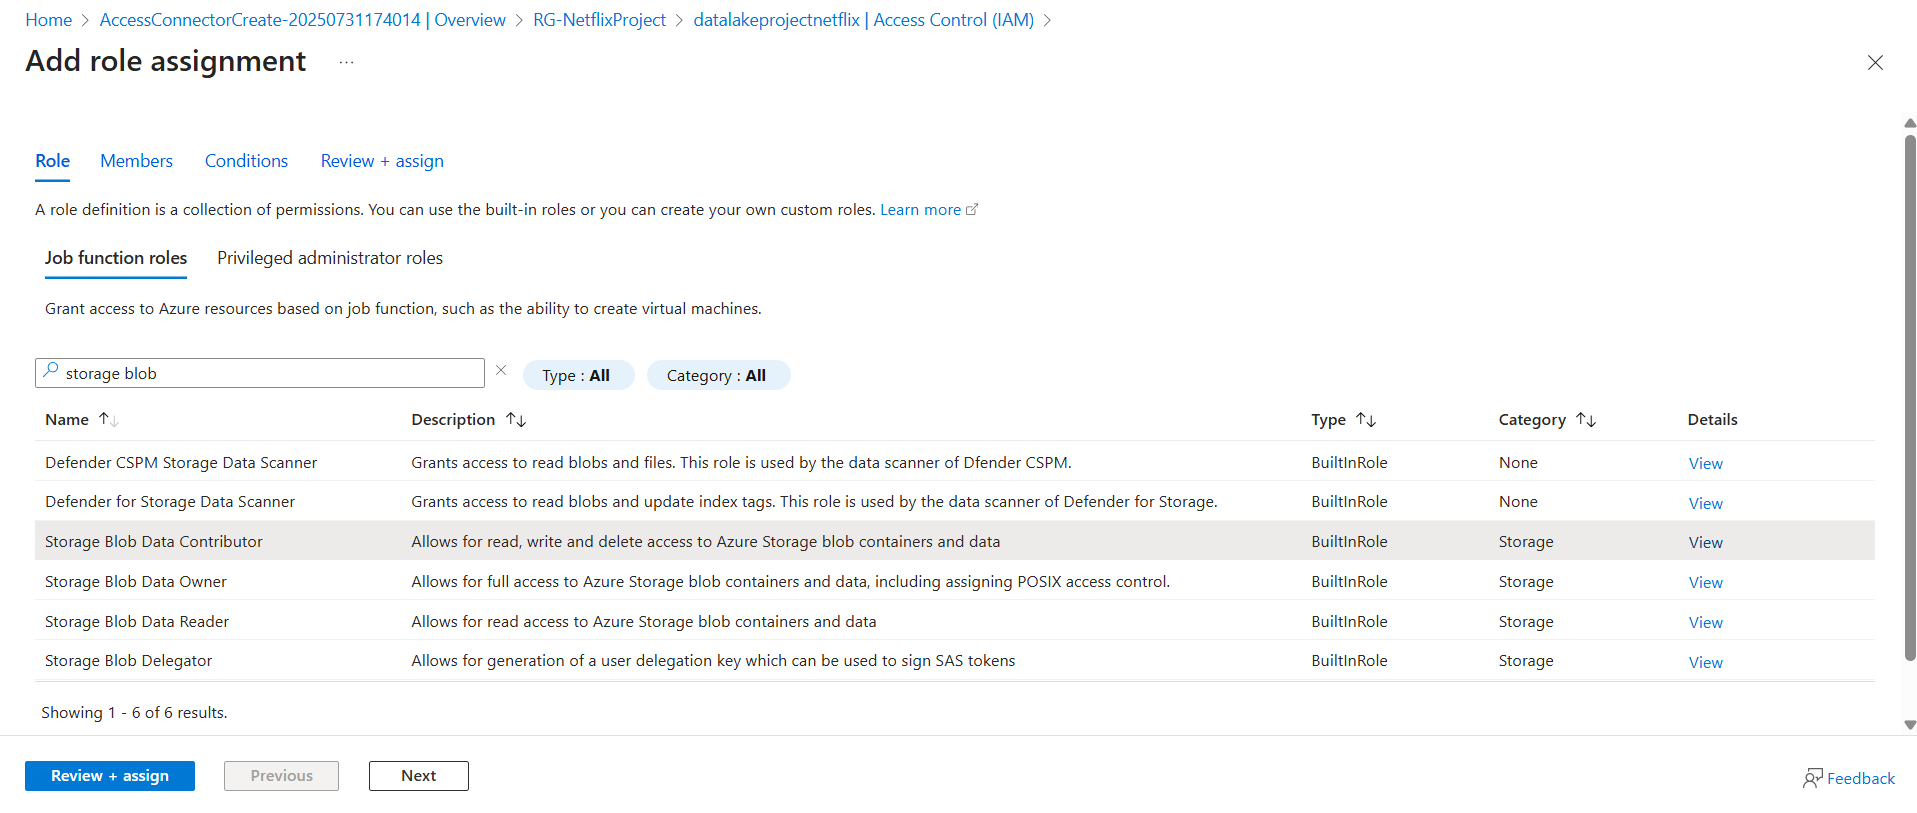 Home > AccessConnectorCreate-20250731174014 | Overview > RG-NetflixProject > datalakeprojectnetflix | Access Control (IAM) >
Add role assignment ...
Role Members Conditions Review + assign
A role definition is a collection of permissions. You can use the built-in roles or you can create your own custom roles. Learn more
Job function roles Privileged administrator roles
Grant access to Azure resources based on job function, such as the ability to create virtual machines.
storage blob Type : All Category : All
Name Description Type Category Details
Defender CSPM Storage Data Scanner Grants access to read blobs and files. This role is used by the data scanner of Dfender CSPM. BuiltInRole None View
Defender for Storage Data Scanner Grants access to read blobs and update index tags. This role is used by the data scanner of Defender for Storage. BuiltInRole None View
Storage Blob Data Contributor Allows for read, write and delete access to Azure Storage blob containers and data BuiltInRole Storage View
Storage Blob Data Owner Allows for full access to Azure Storage blob containers and data, including assigning POSIX access control. BuiltInRole Storage View
Storage Blob Data Reader Allows for read access to Azure Storage blob containers and data BuiltInRole Storage View
Storage Blob Delegator Allows for generation of a user delegation key which can be used to sign SAS tokens BuiltInRole Storage View
Showing 1 - 6 of 6 results.
Review + assign Previous Next Feedback